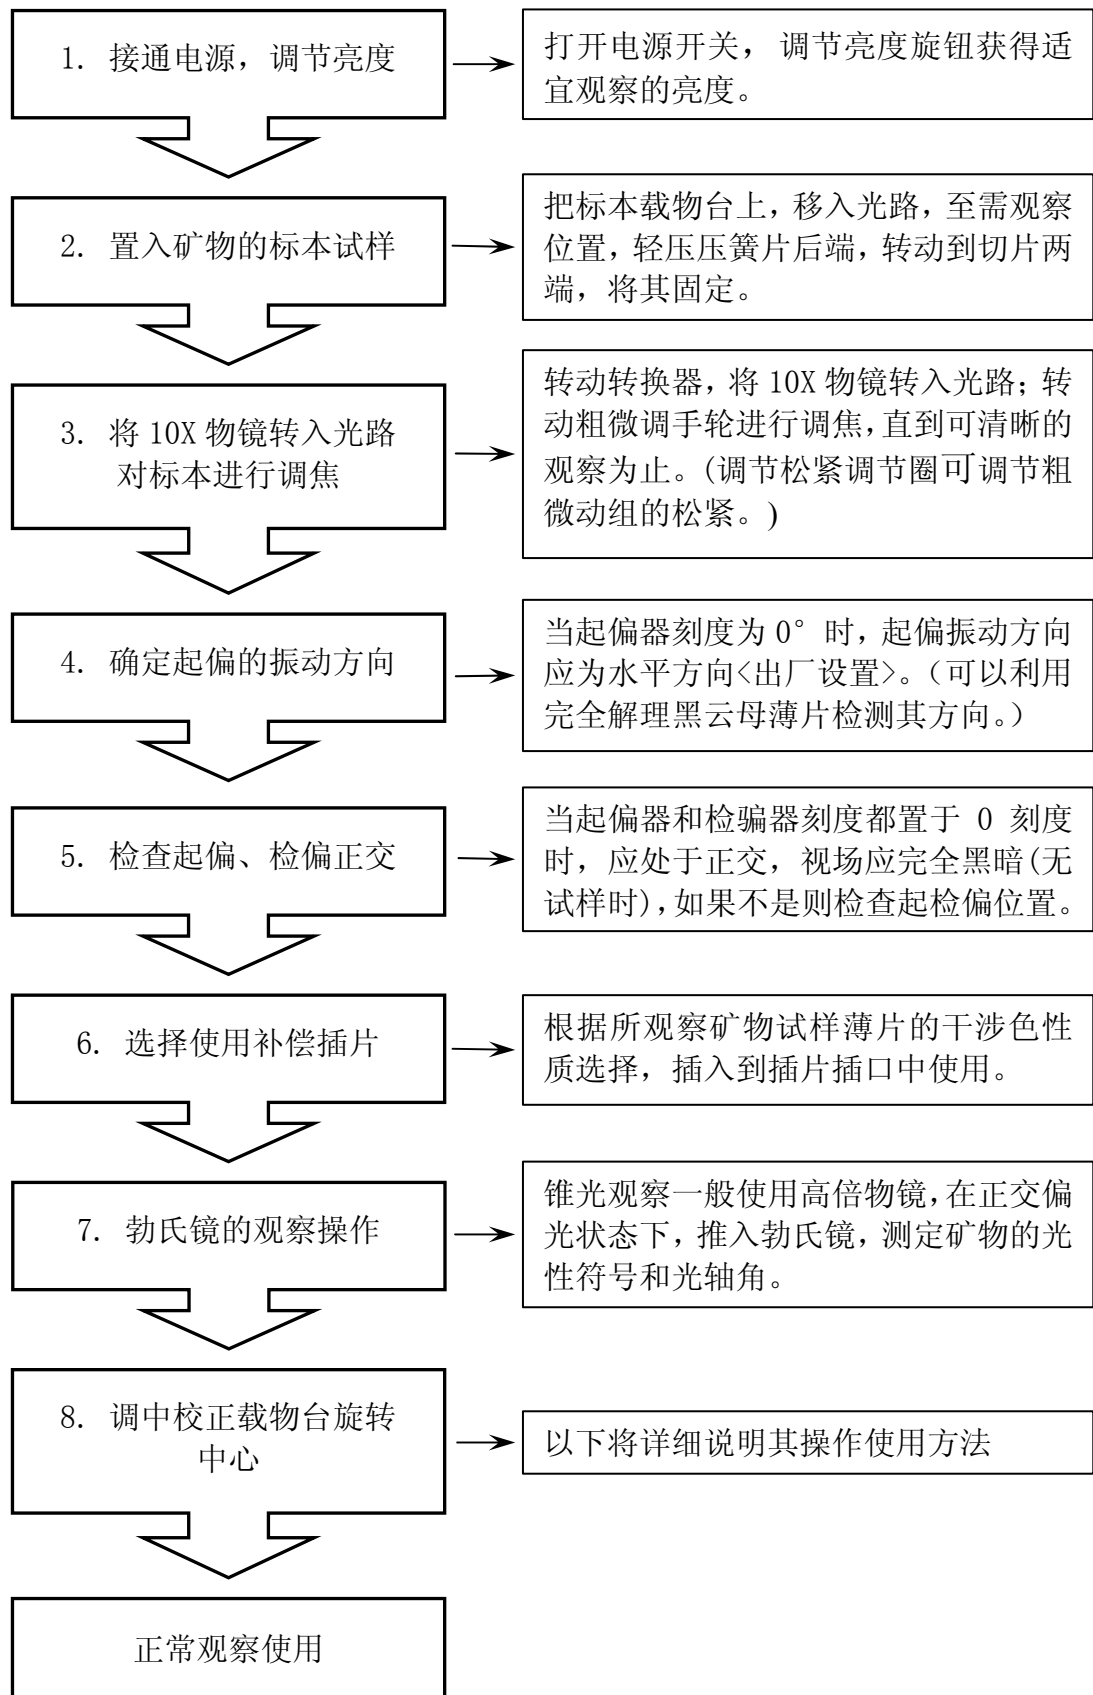 1. 接通电源，调节亮度
打开电源开关， 调节亮度旋钮获得适
宜观察的亮度。
2. 置入矿物的标本试样
把标本载物台上，移入光路，至需观察
位置，轻压压簧片后端，转动到切片两
端，将其固定。
3. 将 10X 物镜转入光路
对标本进行调焦
转动转换器，将 10X 物镜转入光路；转
动粗微调手轮进行调焦，直到可清晰的
观察为止。(调节松紧调节圈可调节粗
微动组的松紧。)
4. 确定起偏的振动方向
当起偏器刻度为 0° 时，起偏振动方向
应为水平方向<出厂设置>。（可以利用
完全解理黑云母薄片检测其方向。）
5. 检查起偏、检偏正交
当起偏器和检骗器刻度都置于 0 刻度
时，应处于正交，视场应完全黑暗(无
试样时),如果不是则检查起检偏位置。
6. 选择使用补偿插片
根据所观察矿物试样薄片的干涉色性
质选择，插入到插片插口中使用。
7. 勃氏镜的观察操作
锥光观察一般使用高倍物镜，在正交偏
光状态下，推入勃氏镜，测定矿物的光
性符号和光轴角。
8. 调中校正载物台旋转
中心
以下将详细说明其操作使用方法
正常观察使用